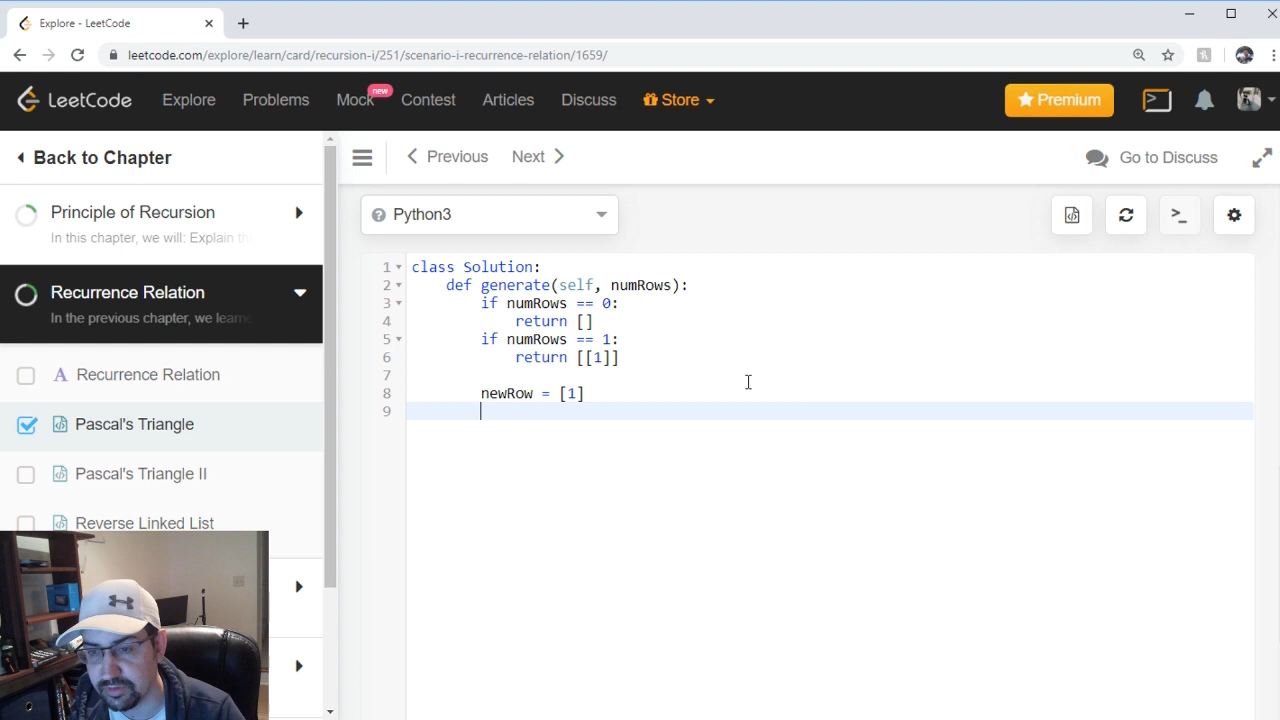 Explore - LeetCode
leetcode.com/explore/learn/card/recursion-i/251/scenario-i-recurrence-relation/1659/
LeetCode
Explore
Problems
Mock
new
Contest
Articles
Discuss
Store
Premium
Back to Chapter
Previous
Next
Go to Discuss
Principle of Recursion
In this chapter, we will: Explain th
Python3
Recurrence Relation
In the previous chapter, we learne
A Recurrence Relation
Pascal's Triangle
Pascal's Triangle II
Reverse Linked List
1 class Solution:
2 def generate(self, numRows):
3 if numRows == 0:
4 return []
5 if numRows == 1:
6 return [[1]]
7
8 newRow = [1]
9